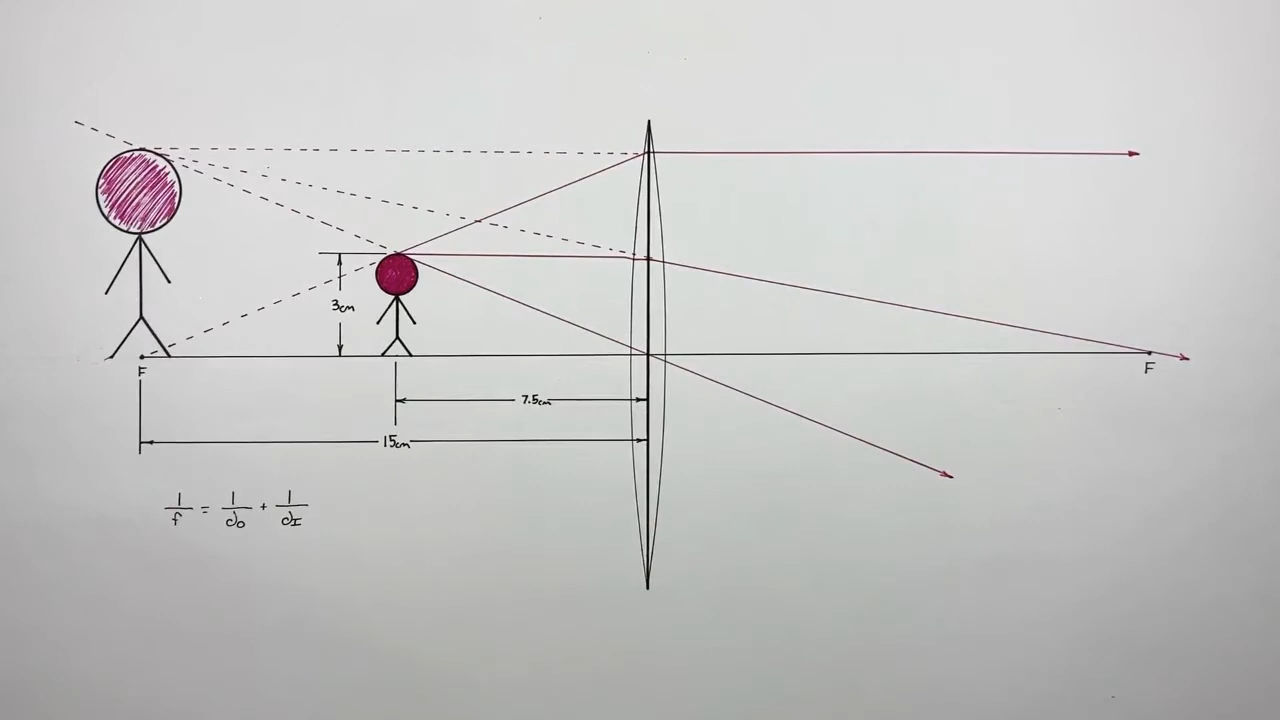 3cm
F
F
7.5cm
15cm
1/f = 1/do + 1/dI